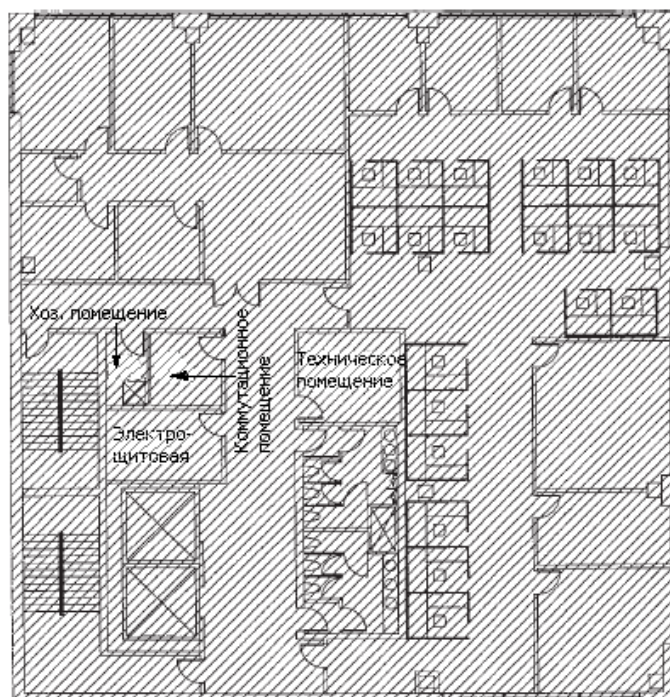 Хоз. помещение
Коммутационное
помещение
Техническое
помещение
Электро-
щитовая